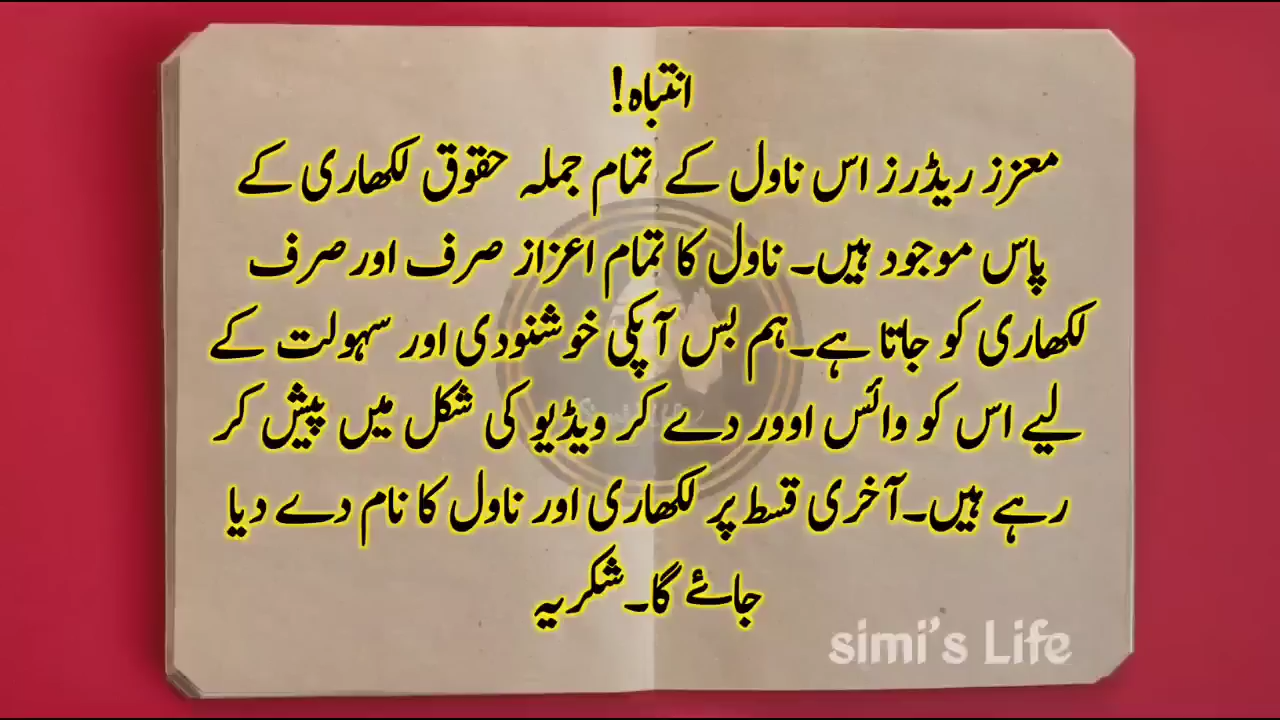 انتباہ!
معزز ریڈرز اس ناول کے تمام جملہ حقوق لکھاری کے
پاس موجود ہیں۔ ناول کا تمام اعزاز صرف اور صرف
لکھاری کو جاتا ہے۔ہم بس آپکی خوشنودی اور سہولت کے
لیے اس کو وائس اوور دے کر ویڈیو کی شکل میں پیش کر
رہے ہیں۔آخری قسط پر لکھاری اور ناول کا نام دے دیا
جائے گا۔شکریہ
simi's Life